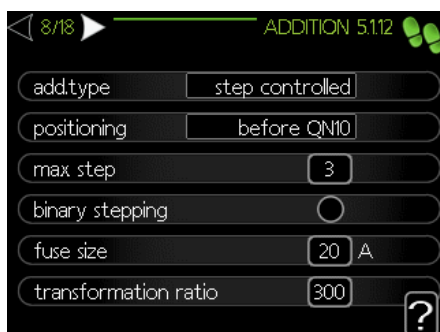 8/18 ADDITION 5.1.12
add.type step controlled
positioning before QN10
max step 3
binary stepping
fuse size 20 A
transformation ratio 300
?